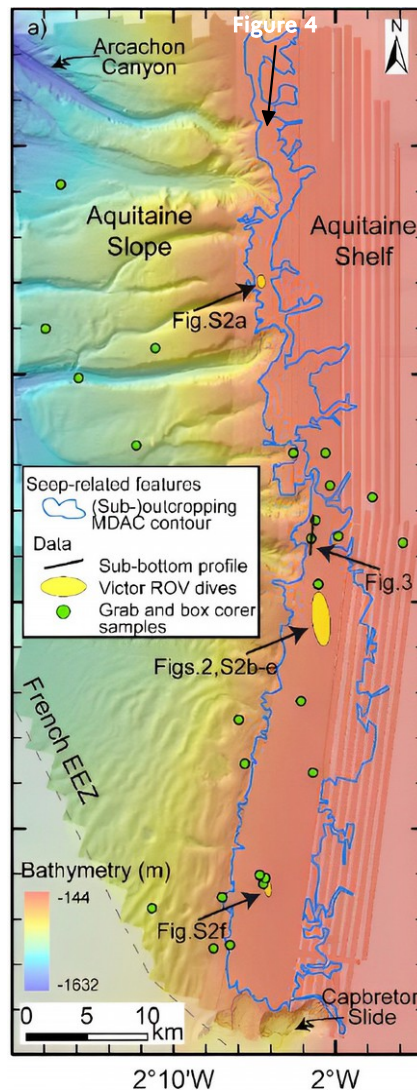 a)
Figure 4
N
Arcachon
Canyon
Aquitaine
Slope
Aquitaine
Shelf
Fig.S2a
Seep-related features
(Sub-)outcropping
MDAC contour
Data
Sub-bottom profile
Victor ROV dives
Grab and box corer
samples
Fig.3
Figs.2,S2b-e
French EEZ
Bathymetry (m)
-144
-1632
Fig.S2f
Capbreton
Slide
0 5 10
km
2°10'W 2°W